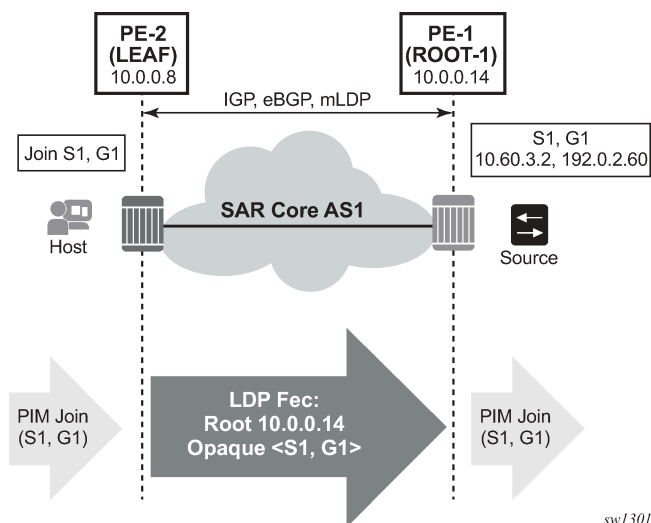 PE-2
(LEAF)
10.0.0.8
PE-1
(ROOT-1)
10.0.0.14
IGP, eBGP, mLDP
Join S1, G1
S1, G1
10.60.3.2, 192.0.2.60
SAR Core AS1
Host
Source
PIM Join
(S1, G1)
LDP Fec:
Root 10.0.0.14
Opaque <S1, G1>
PIM Join
(S1, G1)
sw1301